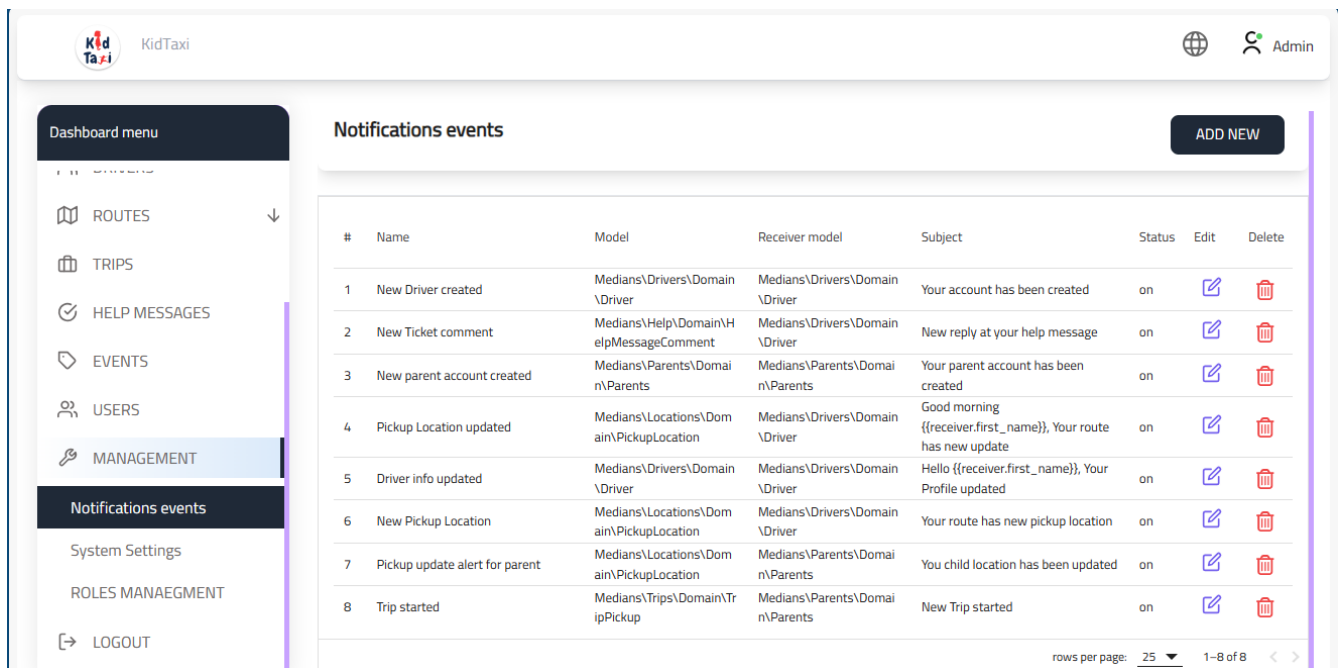 Kid
Taxi
KidTaxi
Admin
Dashboard menu
DRIVERS
ROUTES
TRIPS
HELP MESSAGES
EVENTS
USERS
MANAGEMENT
Notifications events
System Settings
ROLES MANAEGMENT
LOGOUT
Notifications events
ADD NEW
# Name Model Receiver model Subject Status Edit Delete
1 New Driver created Medians\Drivers\Domain Medians\Drivers\Domain Your account has been created on
\Driver \Driver
2 New Ticket comment Medians\Help\Domain\H Medians\Drivers\Domain New reply at your help message on
elpMessageComment \Driver
3 New parent account created Medians\Parents\Domai Medians\Parents\Domai Your parent account has been on
n\Parents n\Parents created
4 Pickup Location updated Medians\Locations\Dom Medians\Drivers\Domain Good morning on
ain\PickupLocation \Driver {{receiver.first_name}}, Your route
has new update
5 Driver info updated Medians\Drivers\Domain Medians\Drivers\Domain Hello {{receiver.first_name}}, Your on
\Driver \Driver Profile updated
6 New Pickup Location Medians\Locations\Dom Medians\Drivers\Domain Your route has new pickup location on
ain\PickupLocation \Driver
7 Pickup update alert for parent Medians\Locations\Dom Medians\Parents\Domai You child location has been updated on
ain\PickupLocation n\Parents
8 Trip started Medians\Trips\Domain\Tr Medians\Parents\Domai New Trip started on
ipPickup n\Parents
rows per page: 25 1–8 of 8